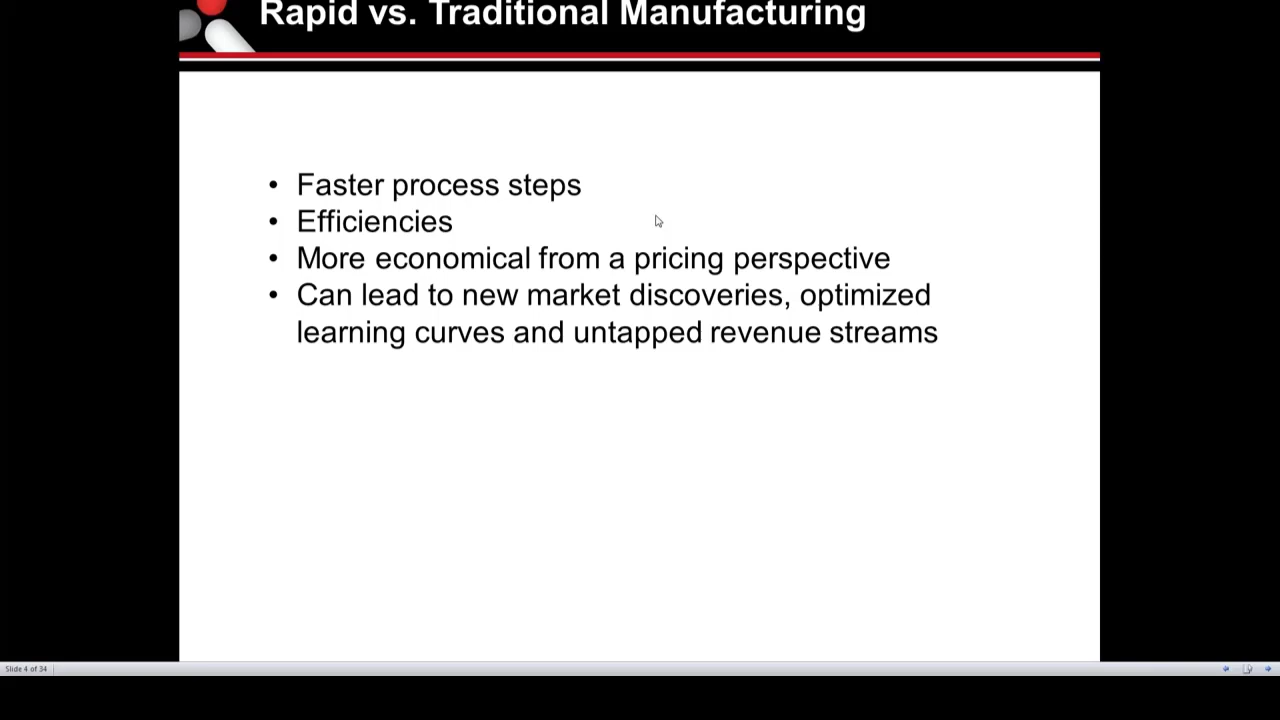 Rapid vs. Traditional Manufacturing
• Faster process steps
• Efficiencies
• More economical from a pricing perspective
• Can lead to new market discoveries, optimized
learning curves and untapped revenue streams
Slide 4 of 34